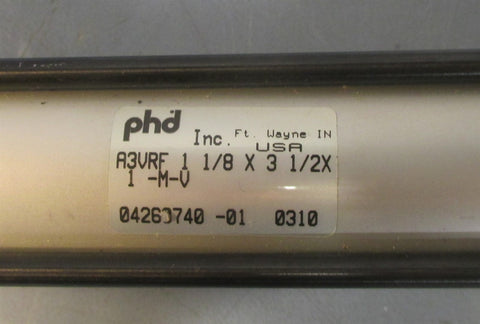 phd Inc. Ft. Wayne IN
USA
A3VRF 1 1/8 X 3 1/2X
1 -M-V
04260740 -01 0310